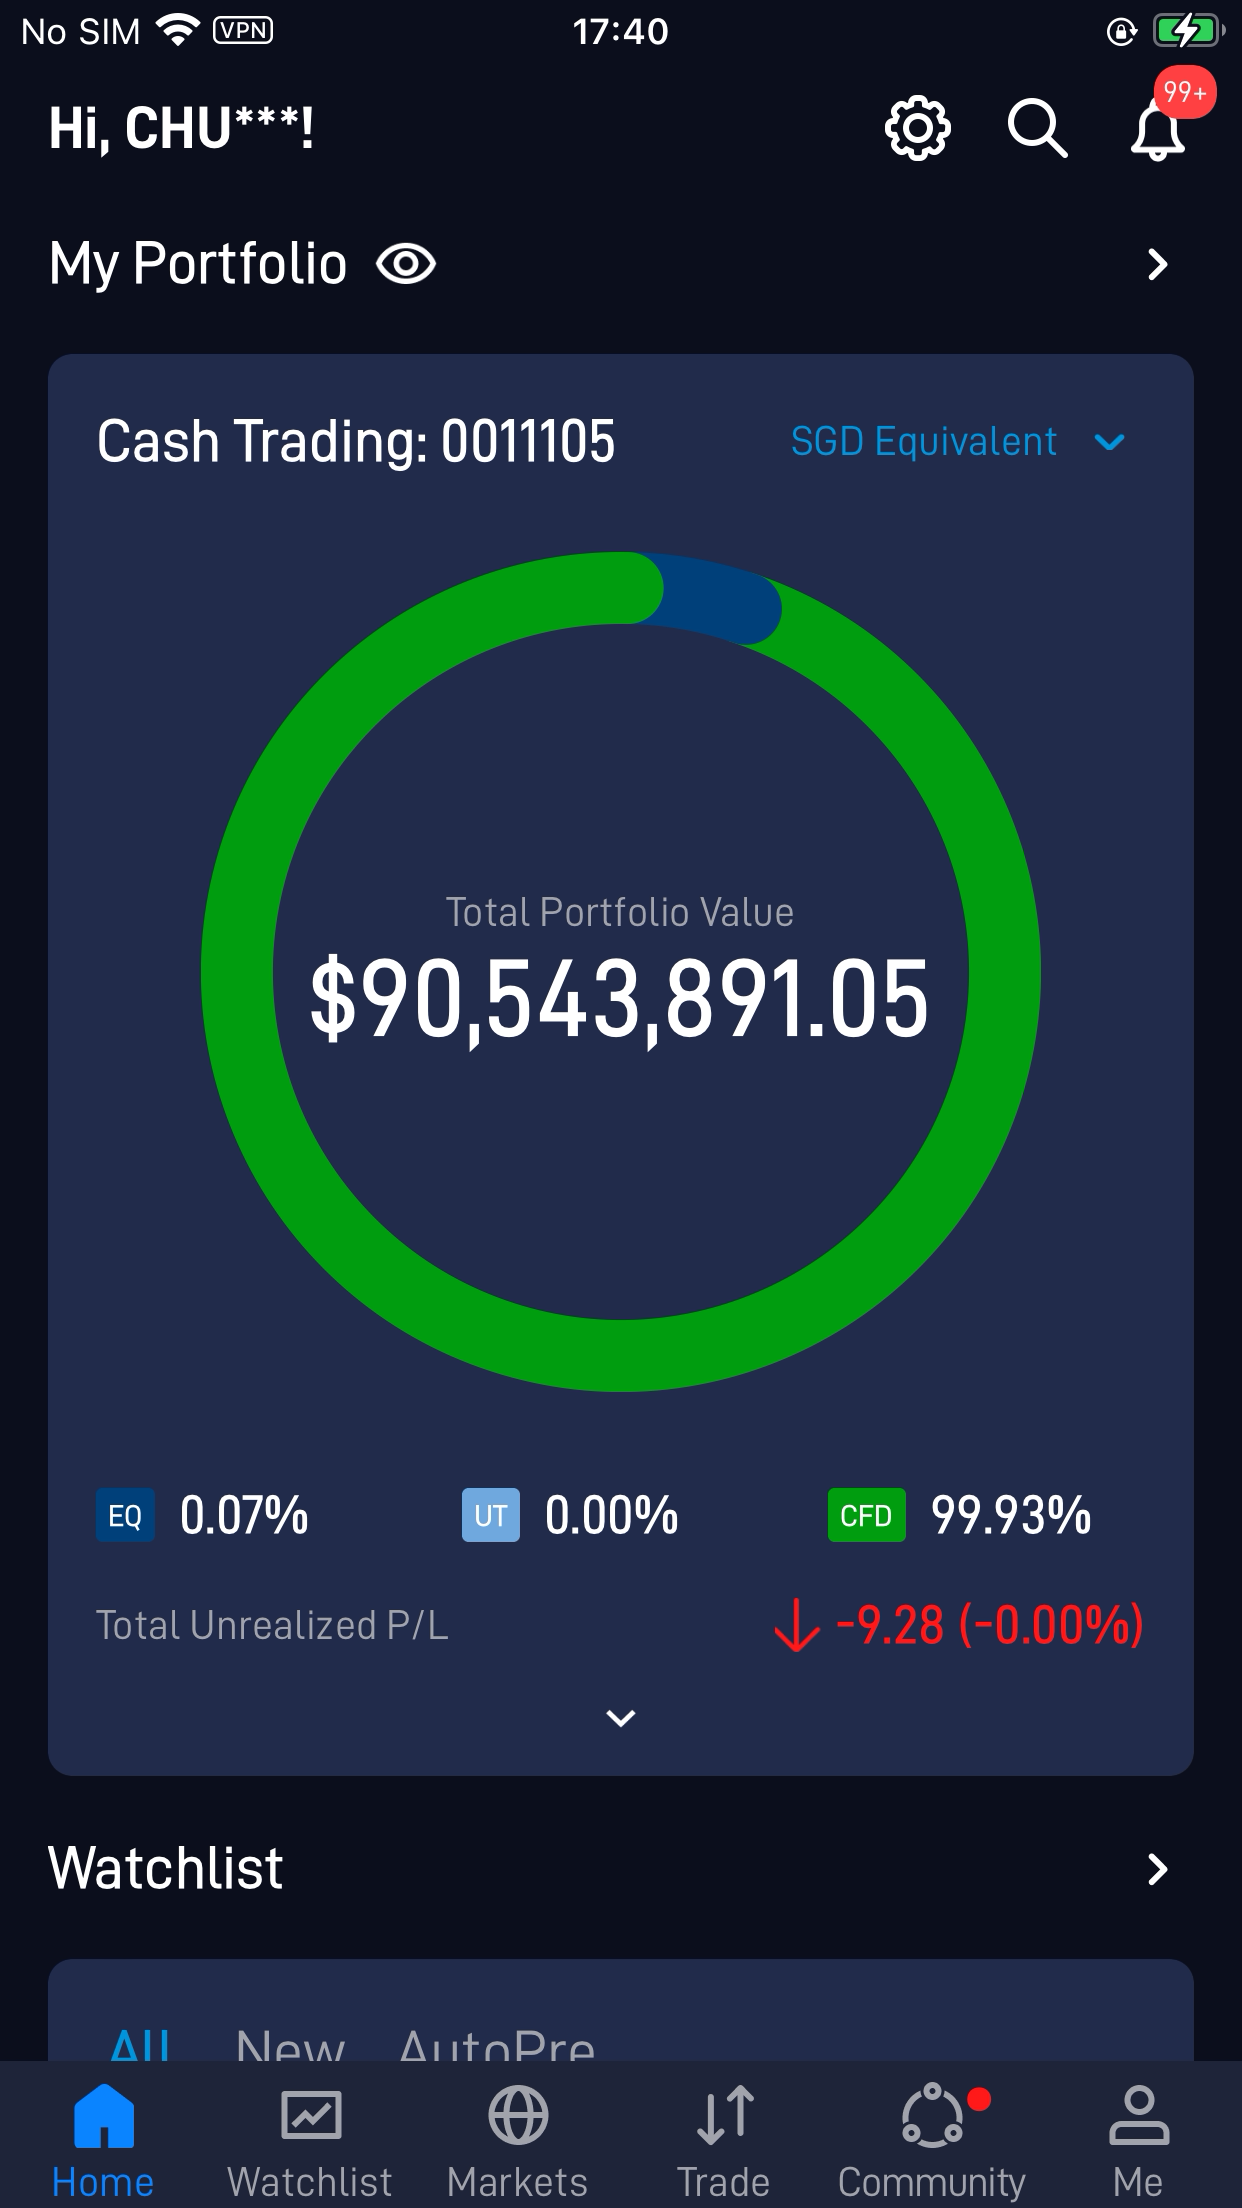 No SIM VPN 17:40
99+
Hi, CHU***!
My Portfolio
Cash Trading: 0011105 SGD Equivalent
Total Portfolio Value
$90,543,891.05
EQ 0.07% UT 0.00% CFD 99.93%
Total Unrealized P/L -9.28 (-0.00%)
Watchlist
All New AutoPre
Home Watchlist Markets Trade Community Me